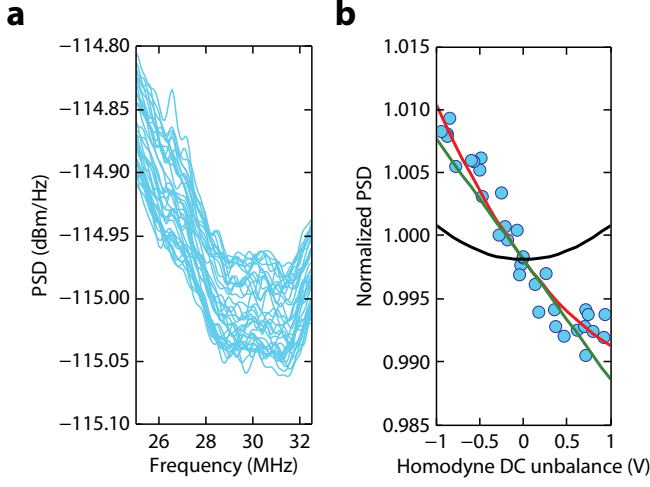 a
−114.80
−114.85
−114.90
−114.95
−115.00
−115.05
−115.10
PSD (dBm/Hz)
26 28 30 32
Frequency (MHz)
b
1.015
1.010
1.005
1.000
0.995
0.990
0.985
Normalized PSD
−1 −0.5 0 0.5 1
Homodyne DC unbalance (V)